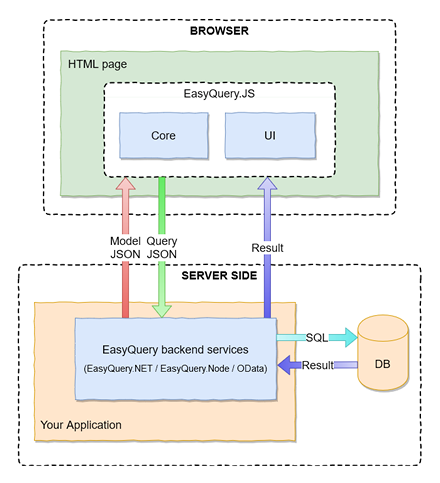 BROWSER
HTML page
EasyQuery.JS
Core
UI
Model
JSON
Query
JSON
Result
SERVER SIDE
EasyQuery backend services
(EasyQuery.NET / EasyQuery.Node / OData)
SQL
Result
DB
Your Application